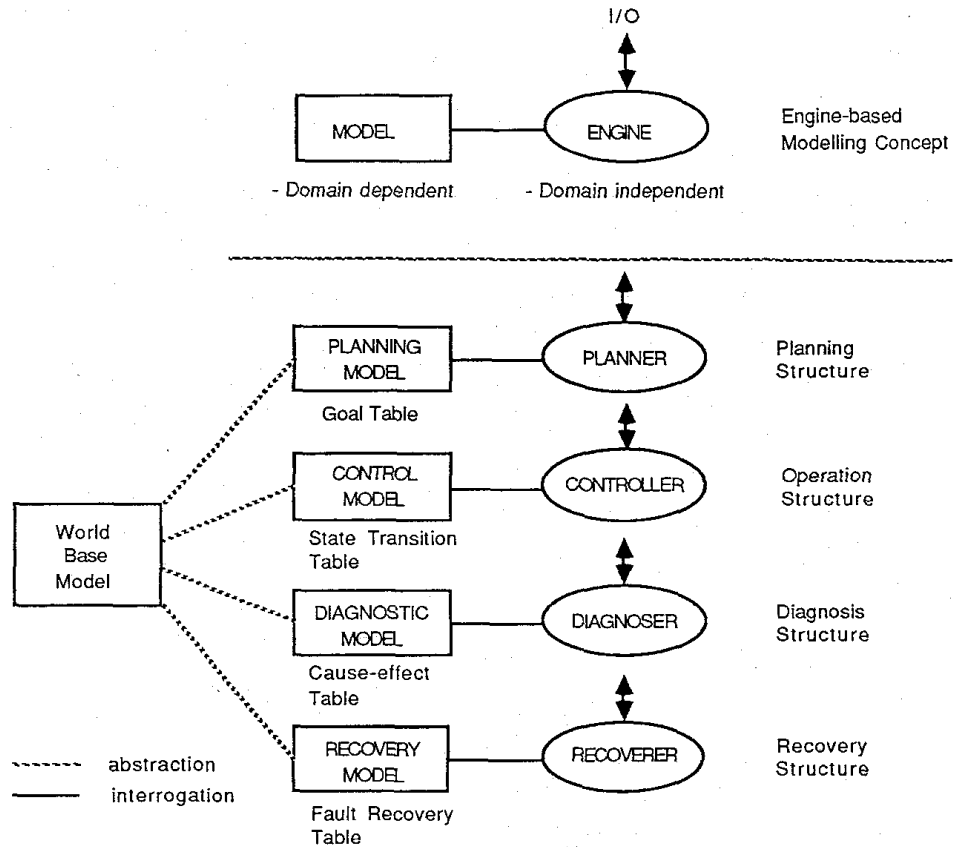 I/O
MODEL
ENGINE
Engine-based
Modelling Concept
- Domain dependent
- Domain independent
PLANNING
MODEL
PLANNER
Planning
Structure
Goal Table
CONTROL
MODEL
CONTROLLER
Operation
Structure
State Transition
Table
World
Base
Model
DIAGNOSTIC
MODEL
DIAGNOSER
Diagnosis
Structure
Cause-effect
Table
RECOVERY
MODEL
RECOVERER
Recovery
Structure
Fault Recovery
Table
abstraction
interrogation